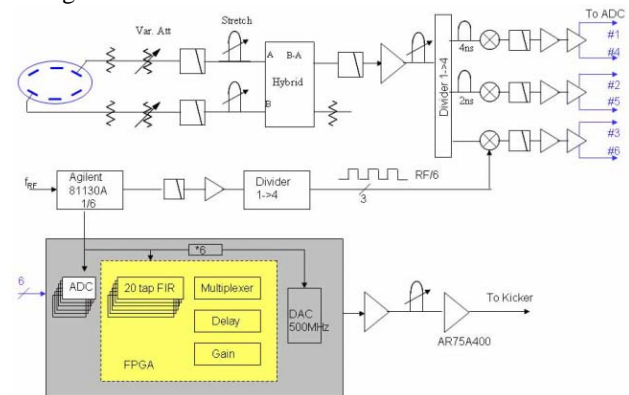 Stretch
To ADC
Var. Att
#1
4ns
#4
A
B-A
Hybrid
B
Divider 1->4
#2
2ns
#5
#3
#6
fRF
Agilent
81130A
1/6
Divider
1->4
RF/6
3
*6
6
ADC
20 tap FIR
Multiplexer
Delay
Gain
FPGA
DAC
500MHz
To Kicker
AR75A400